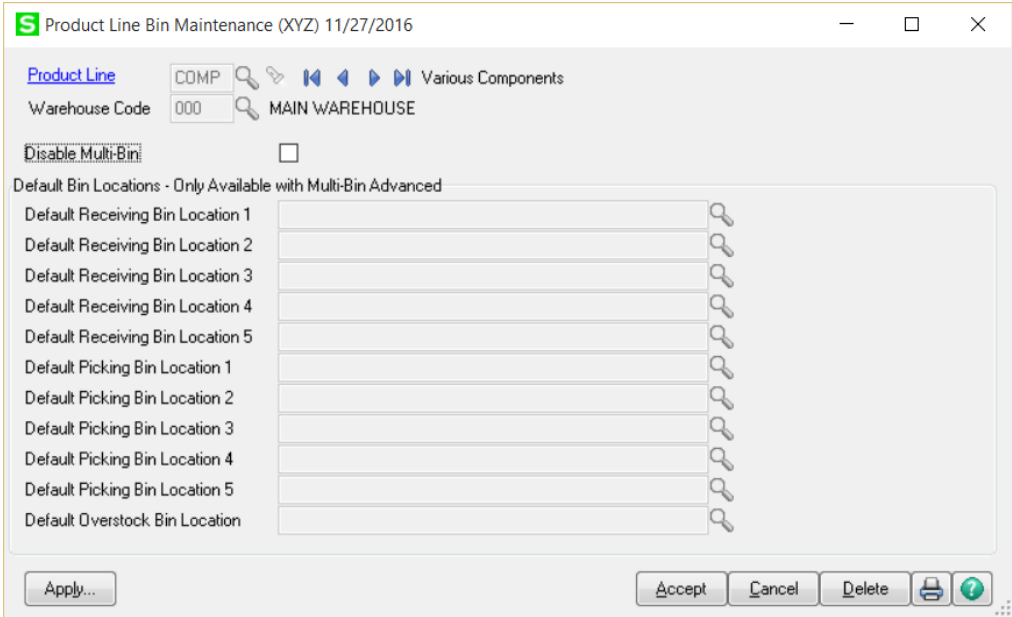 S Product Line Bin Maintenance (XYZ) 11/27/2016
Product Line COMP Various Components
Warehouse Code 000 MAIN WAREHOUSE
Disable Multi-Bin
Default Bin Locations - Only Available with Multi-Bin Advanced
Default Receiving Bin Location 1
Default Receiving Bin Location 2
Default Receiving Bin Location 3
Default Receiving Bin Location 4
Default Receiving Bin Location 5
Default Picking Bin Location 1
Default Picking Bin Location 2
Default Picking Bin Location 3
Default Picking Bin Location 4
Default Picking Bin Location 5
Default Overstock Bin Location
Apply... Accept Cancel Delete ?